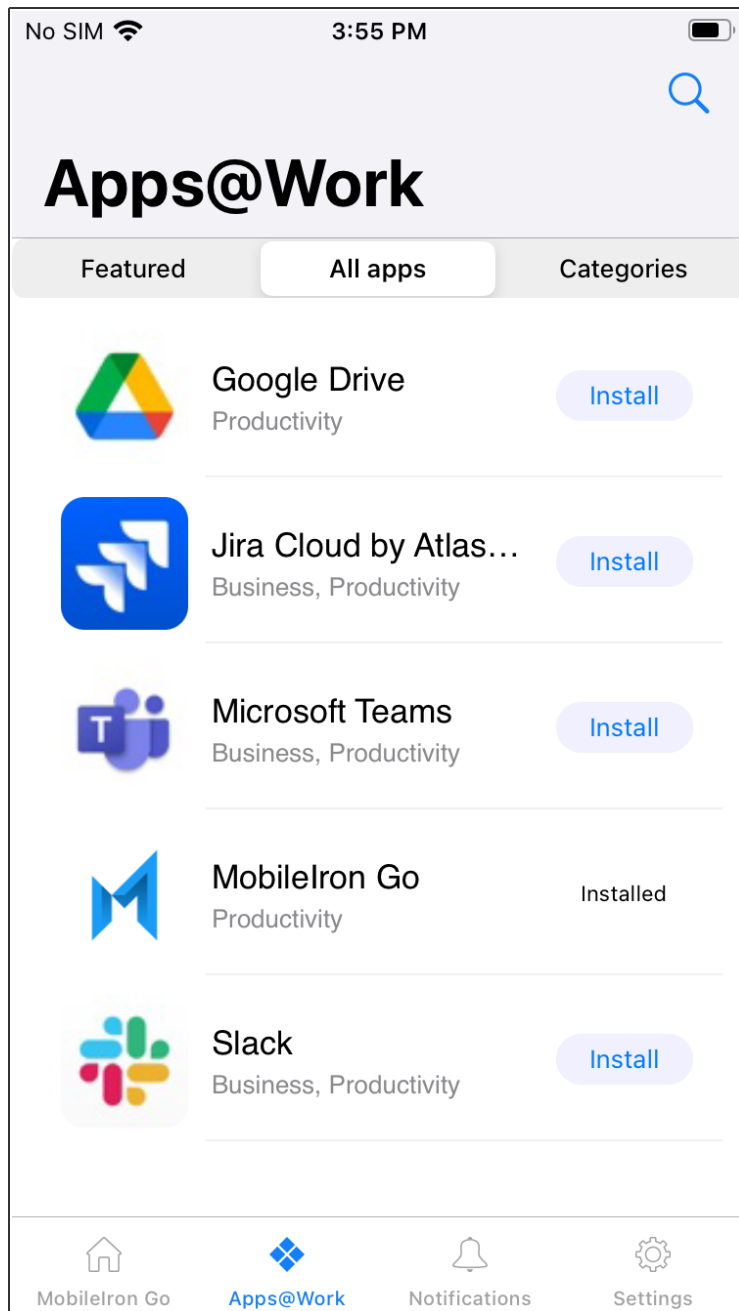 No SIM 3:55 PM
Apps@Work
Featured All apps Categories
Google Drive
Productivity
Install
Jira Cloud by Atlas...
Business, Productivity
Install
T
Microsoft Teams
Business, Productivity
Install
MobileIron Go
Productivity
Installed
Slack
Business, Productivity
Install
MobileIron Go Apps@Work Notifications Settings